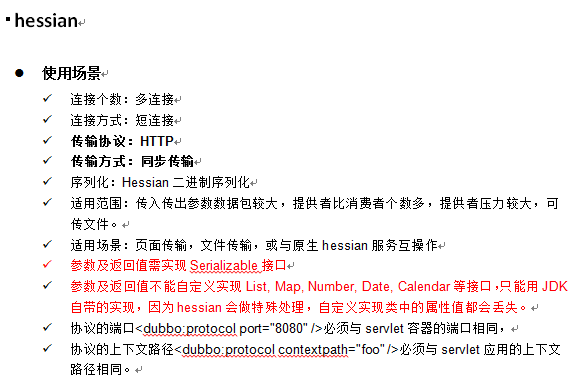 hessian
使用场景
连接个数：多连接
连接方式：短连接
传输协议：HTTP
传输方式：同步传输
序列化：Hessian 二进制序列化
适用范围：传入传出参数数据包较大，提供者比消费者个数多，提供者压力较大，可
传文件。
适用场景：页面传输，文件传输，或与原生 hessian 服务互操作
参数及返回值需实现 Serializable 接口
参数及返回值不能自定义实现 List, Map, Number, Date, Calendar 等接口，只能用 JDK
自带的实现，因为 hessian 会做特殊处理，自定义实现类中的属性值都会丢失。
协议的端口<dubbo:protocol port="8080" />必须与 servlet 容器的端口相同，
协议的上下文路径<dubbo:protocol contextpath="foo" />必须与 servlet 应用的上下文
路径相同。